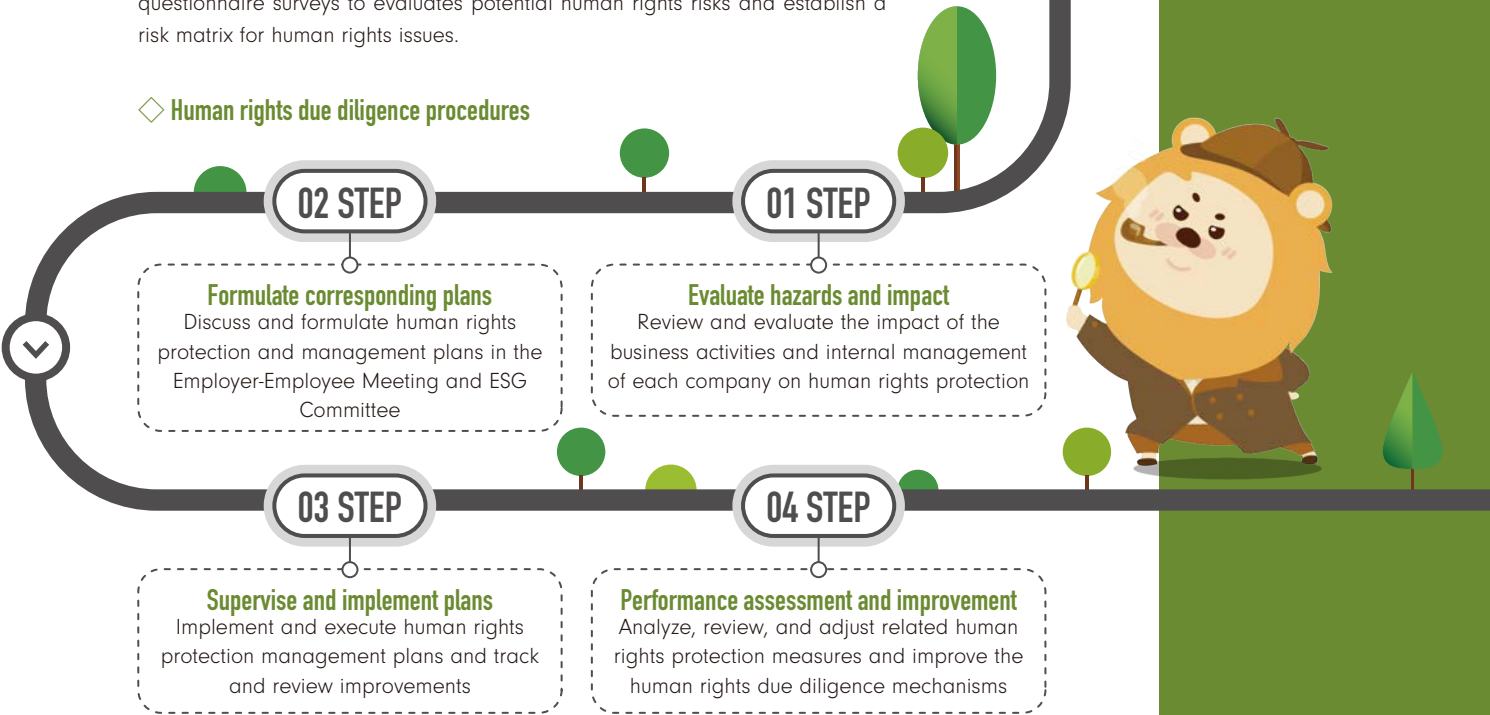 questionnaire surveys to evaluates potential human rights risks and establish a
risk matrix for human rights issues.
Human rights due diligence procedures
01 STEP
Evaluate hazards and impact
Review and evaluate the impact of the
business activities and internal management
of each company on human rights protection
02 STEP
Formulate corresponding plans
Discuss and formulate human rights
protection and management plans in the
Employer-Employee Meeting and ESG
Committee
03 STEP
Supervise and implement plans
Implement and execute human rights
protection management plans and track
and review improvements
04 STEP
Performance assessment and improvement
Analyze, review, and adjust related human
rights protection measures and improve the
human rights due diligence mechanisms